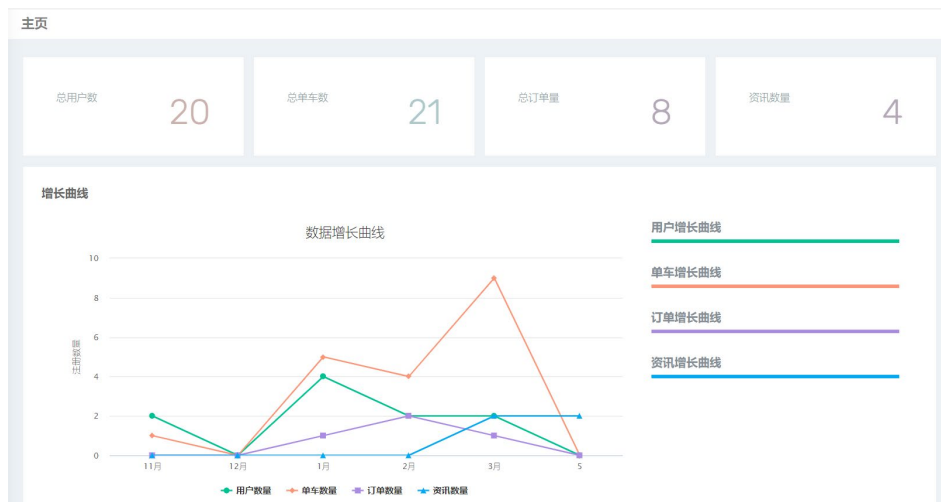 主页
总用户数 20 总单车数 21 总订单量 8 资讯数量 4
增长曲线
数据增长曲线
注册数量
10
8
6
4
2
0
11月 12月 1月 2月 3月 5
用户数量 单车数量 订单数量 资讯数量
用户增长曲线
单车增长曲线
订单增长曲线
资讯增长曲线